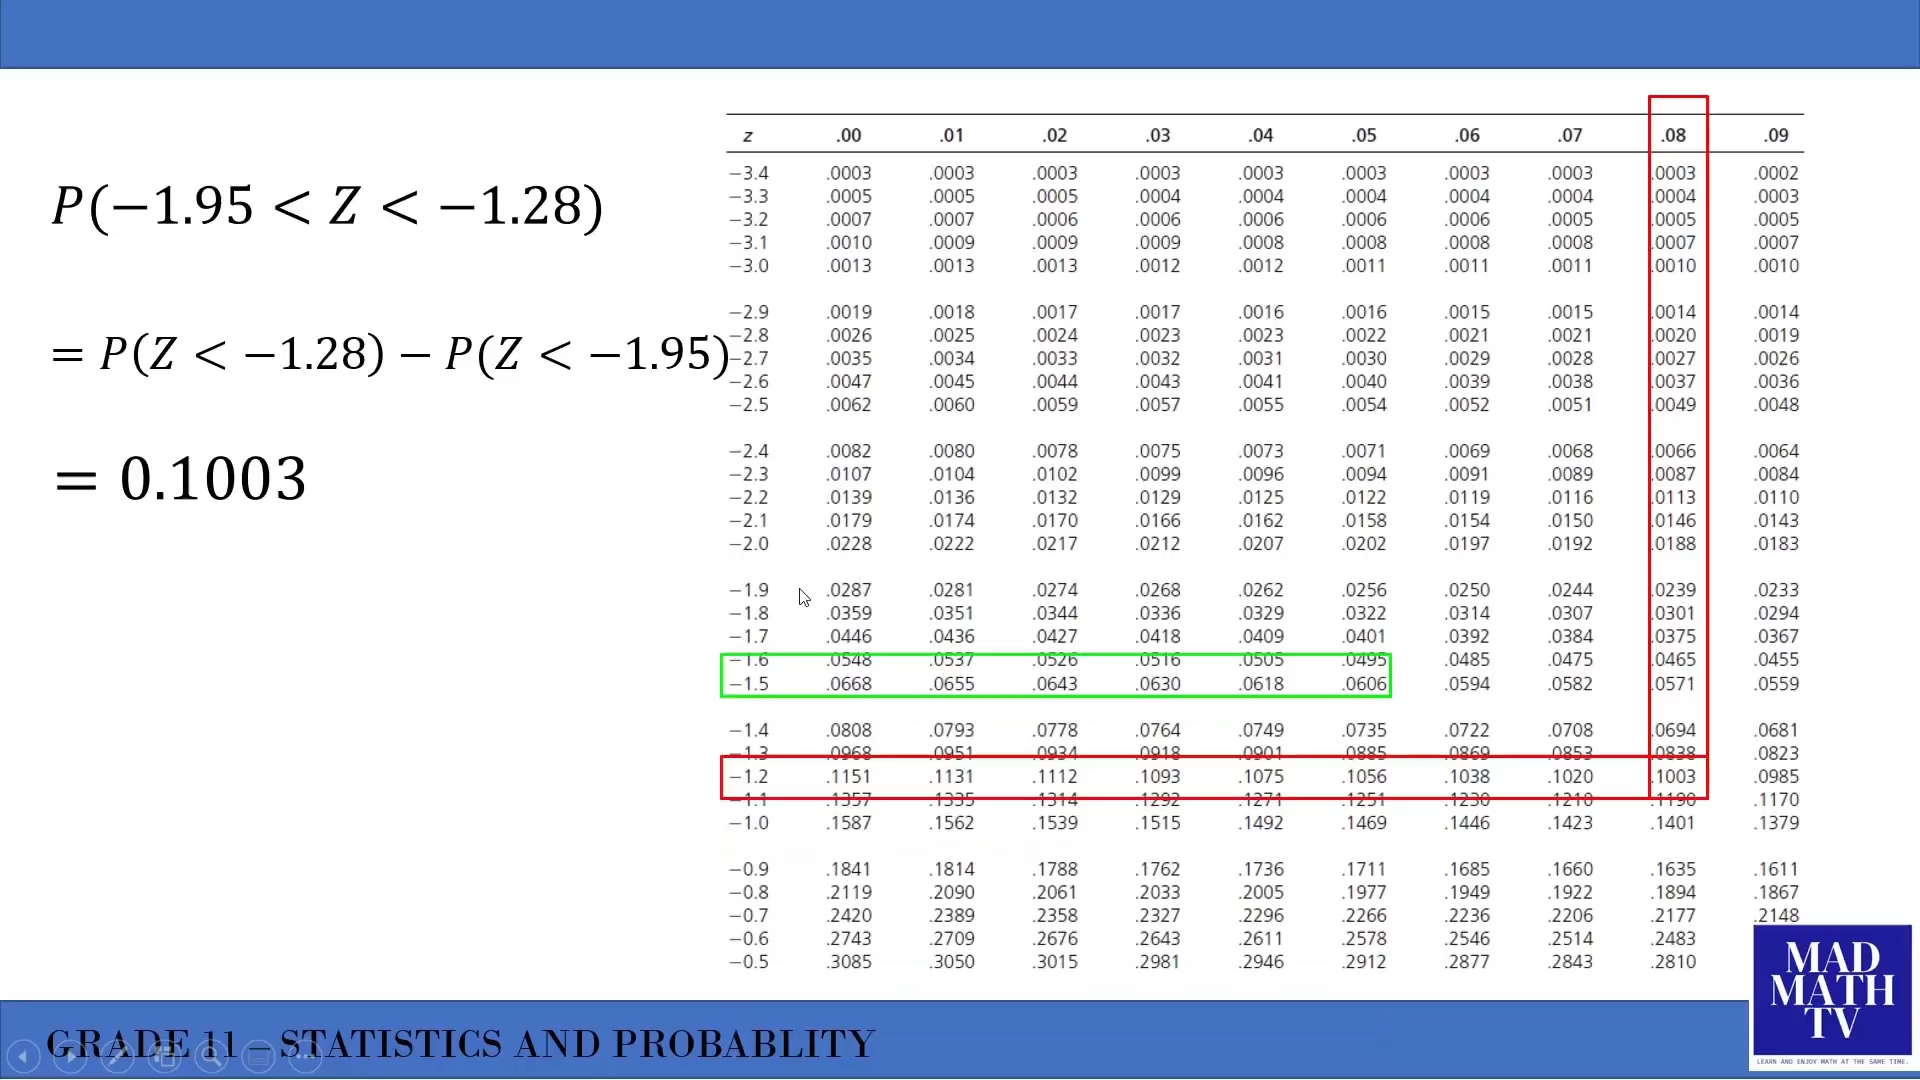 P(−1.95 < Z < −1.28)
= P(Z < −1.28) − P(Z < −1.95)
= 0.1003
z .00 .01 .02 .03 .04 .05 .06 .07 .08 .09
−3.4 .0003 .0003 .0003 .0003 .0003 .0003 .0003 .0003 .0003 .0002
−3.3 .0005 .0005 .0005 .0004 .0004 .0004 .0004 .0004 .0004 .0003
−3.2 .0007 .0007 .0006 .0006 .0006 .0006 .0006 .0005 .0005 .0005
−3.1 .0010 .0009 .0009 .0009 .0008 .0008 .0008 .0008 .0007 .0007
−3.0 .0013 .0013 .0013 .0012 .0012 .0011 .0011 .0011 .0010 .0010
−2.9 .0019 .0018 .0017 .0017 .0016 .0016 .0015 .0015 .0014 .0014
−2.8 .0026 .0025 .0024 .0023 .0023 .0022 .0021 .0021 .0020 .0019
−2.7 .0035 .0034 .0033 .0032 .0031 .0030 .0029 .0028 .0027 .0026
−2.6 .0047 .0045 .0044 .0043 .0041 .0040 .0039 .0038 .0037 .0036
−2.5 .0062 .0060 .0059 .0057 .0055 .0054 .0052 .0051 .0049 .0048
−2.4 .0082 .0080 .0078 .0075 .0073 .0071 .0069 .0068 .0066 .0064
−2.3 .0107 .0104 .0102 .0099 .0096 .0094 .0091 .0089 .0087 .0084
−2.2 .0139 .0136 .0132 .0129 .0125 .0122 .0119 .0116 .0113 .0110
−2.1 .0179 .0174 .0170 .0166 .0162 .0158 .0154 .0150 .0146 .0143
−2.0 .0228 .0222 .0217 .0212 .0207 .0202 .0197 .0192 .0188 .0183
−1.9 .0287 .0281 .0274 .0268 .0262 .0256 .0250 .0244 .0239 .0233
−1.8 .0359 .0351 .0344 .0336 .0329 .0322 .0314 .0307 .0301 .0294
−1.7 .0446 .0436 .0427 .0418 .0409 .0401 .0392 .0384 .0375 .0367
−1.6 .0548 .0537 .0526 .0516 .0505 .0495 .0485 .0475 .0465 .0455
−1.5 .0668 .0655 .0643 .0630 .0618 .0606 .0594 .0582 .0571 .0559
−1.4 .0808 .0793 .0778 .0764 .0749 .0735 .0722 .0708 .0694 .0681
−1.3 .0968 .0951 .0934 .0918 .0901 .0885 .0869 .0853 .0838 .0823
−1.2 .1151 .1131 .1112 .1093 .1075 .1056 .1038 .1020 .1003 .0985
−1.1 .1357 .1335 .1314 .1292 .1271 .1251 .1230 .1210 .1190 .1170
−1.0 .1587 .1562 .1539 .1515 .1492 .1469 .1446 .1423 .1401 .1379
−0.9 .1841 .1814 .1788 .1762 .1736 .1711 .1685 .1660 .1635 .1611
−0.8 .2119 .2090 .2061 .2033 .2005 .1977 .1949 .1922 .1894 .1867
−0.7 .2420 .2389 .2358 .2327 .2296 .2266 .2236 .2206 .2177 .2148
−0.6 .2743 .2709 .2676 .2643 .2611 .2578 .2546 .2514 .2483
−0.5 .3085 .3050 .3015 .2981 .2946 .2912 .2877 .2843 .2810
MAD
MATH
TV
LEARN AND ENJOY MATH AT THE SAME TIME.
GRADE 11 – STATISTICS AND PROBABLITY